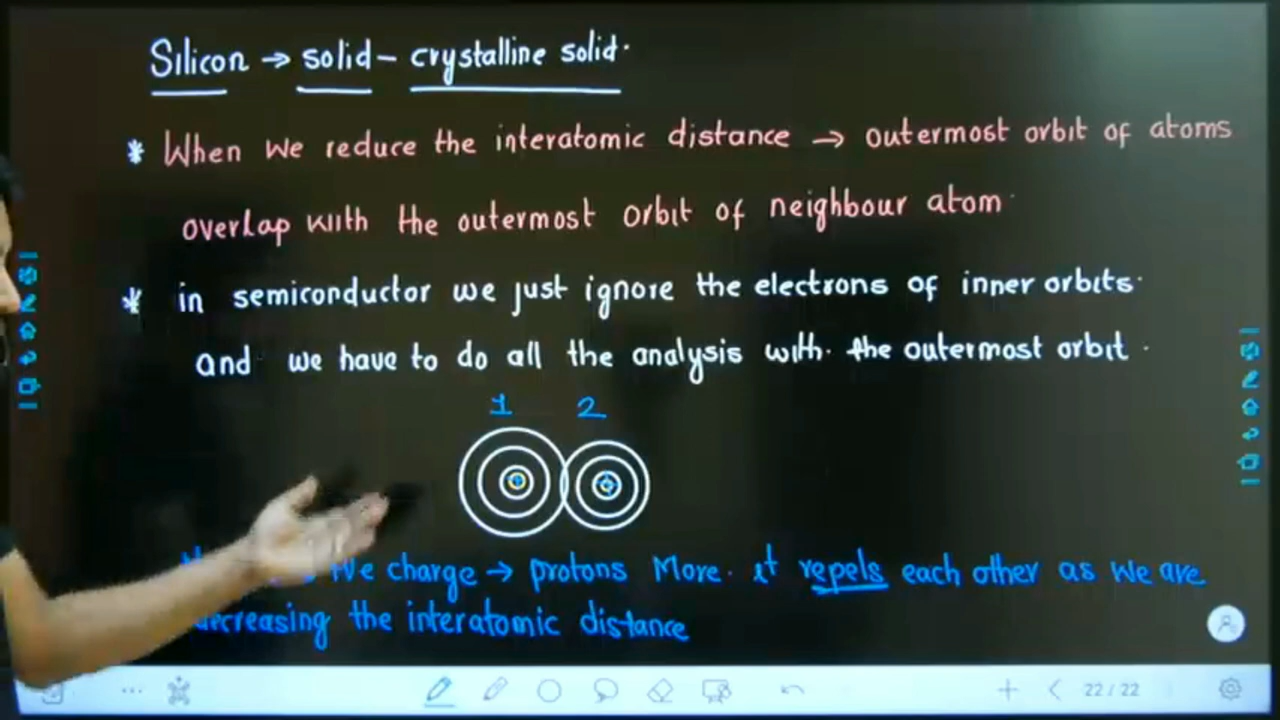 Silicon → solid - crystalline solid.
* When we reduce the interatomic distance → outermost orbit of atoms
overlap with the outermost orbit of neighbour atom.
* in semiconductor we just ignore the electrons of inner orbits.
and we have to do all the analysis with. the outermost orbit.
1 2
charge → protons More. it repels each other as we are
decreasing the interatomic distance
22/22